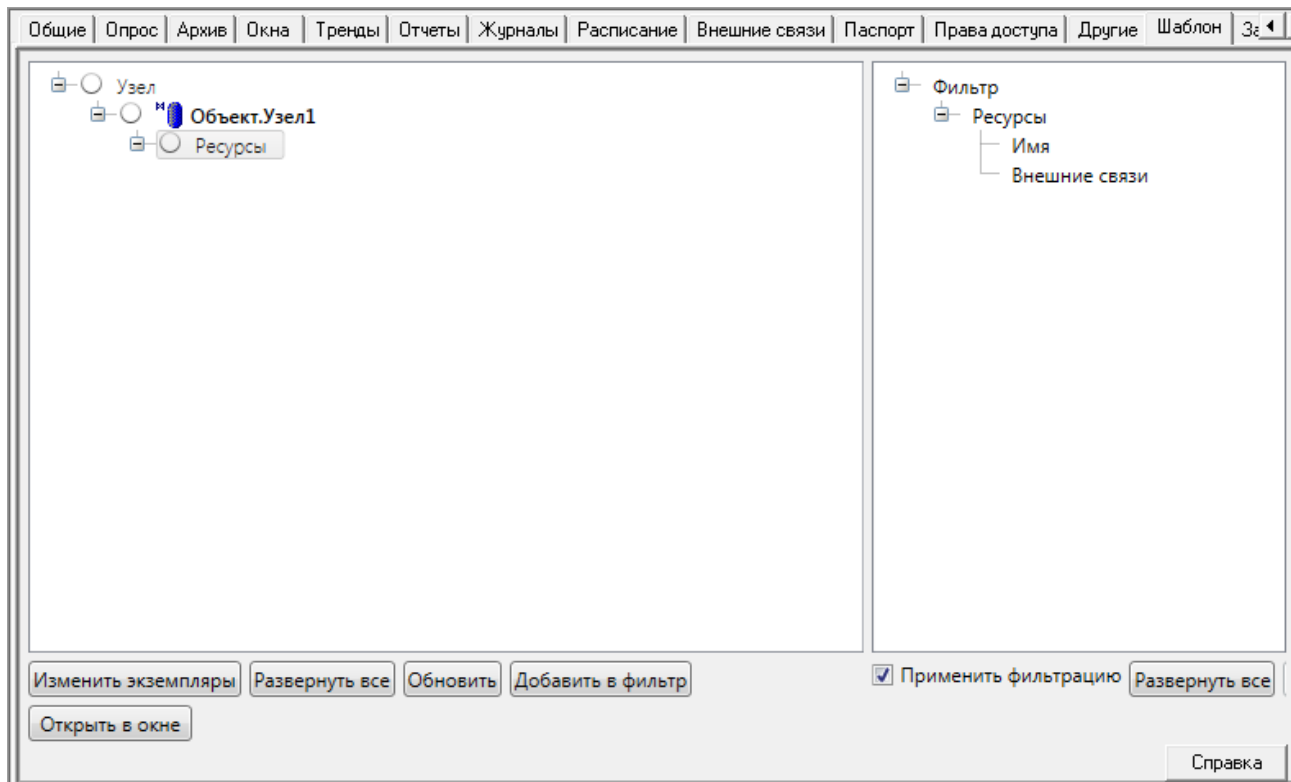 Общие Опрос Архив Окна Тренды Отчеты Журналы Расписание Внешние связи Паспорт Права доступа Другие Шаблон
Узел
Объект.Узел1
Ресурсы
Фильтр
Ресурсы
Имя
Внешние связи
Изменить экземпляры Развернуть все Обновить Добавить в фильтр Применить фильтрацию Развернуть все
Открыть в окне
Справка